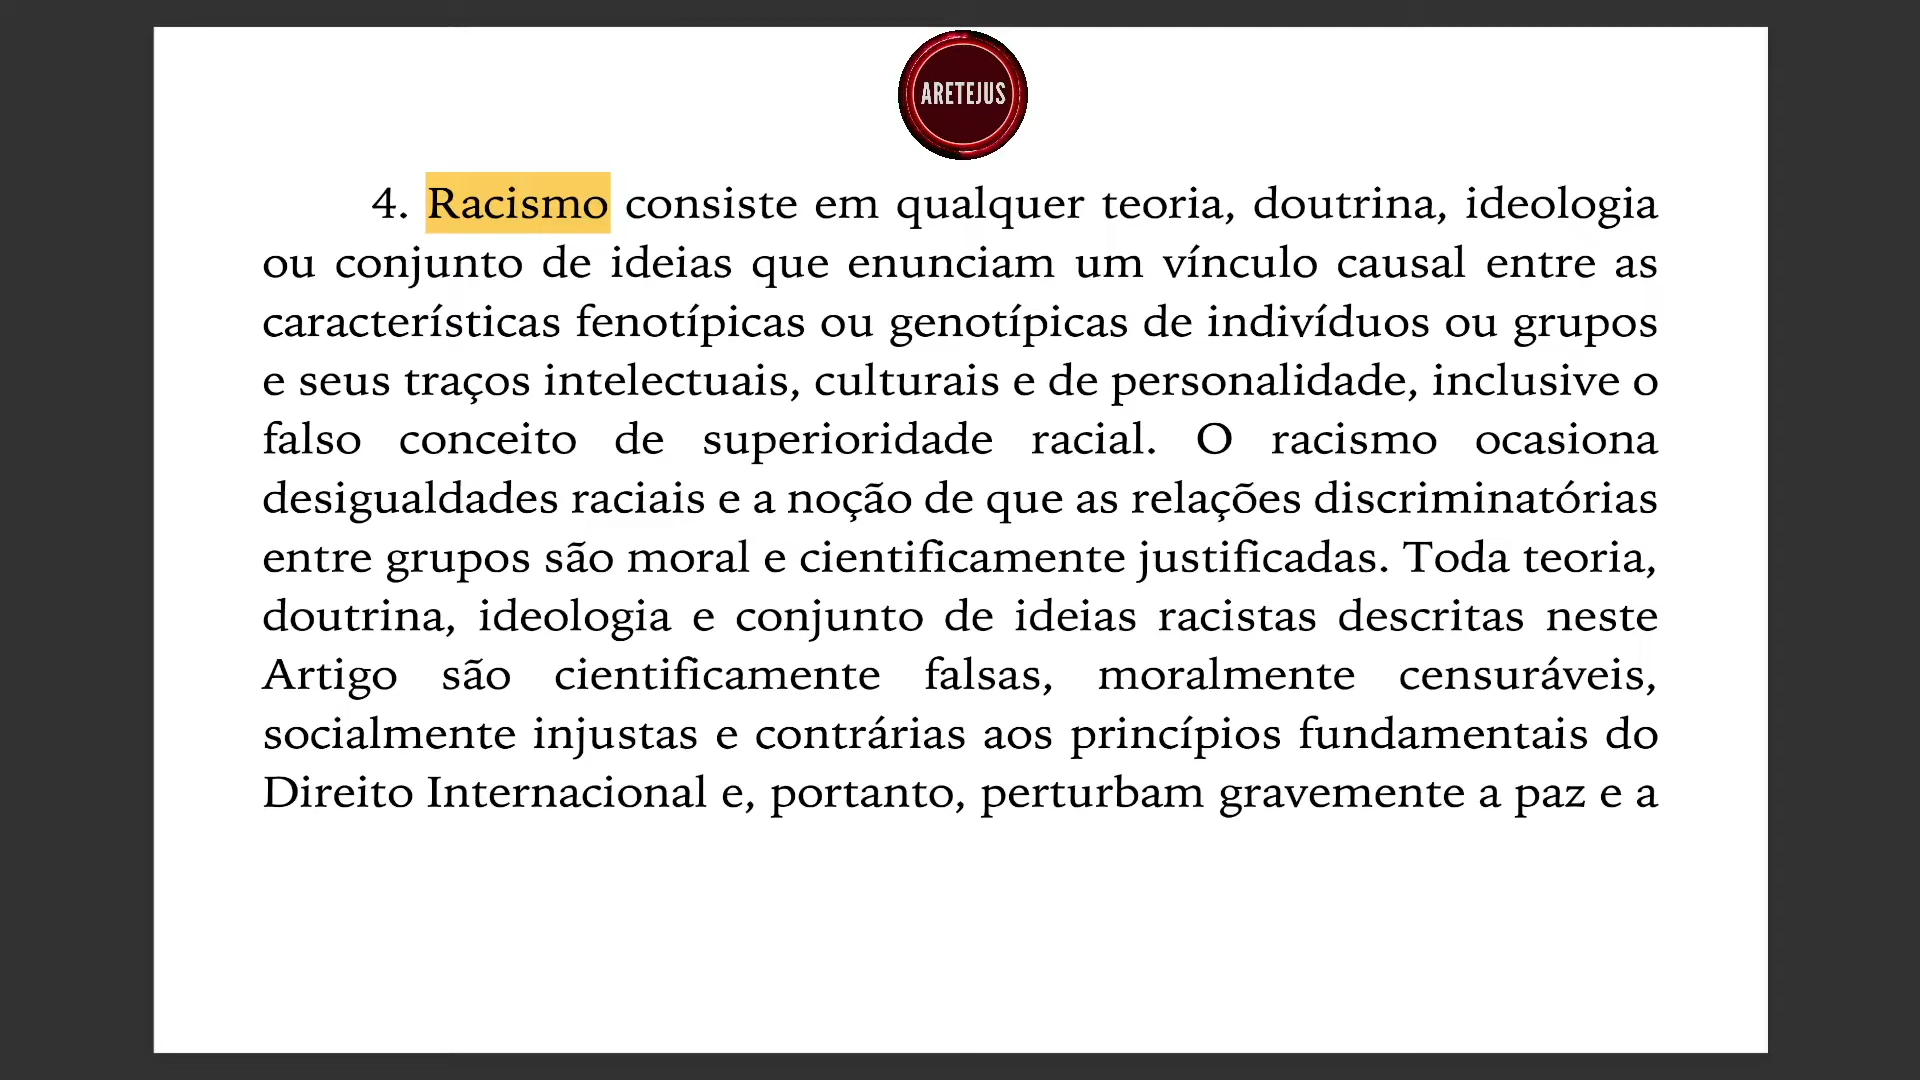 ARETEJUS
4. Racismo consiste em qualquer teoria, doutrina, ideologia
ou conjunto de ideias que enunciam um vínculo causal entre as
características fenotípicas ou genotípicas de indivíduos ou grupos
e seus traços intelectuais, culturais e de personalidade, inclusive o
falso conceito de superioridade racial. O racismo ocasiona
desigualdades raciais e a noção de que as relações discriminatórias
entre grupos são moral e cientificamente justificadas. Toda teoria,
doutrina, ideologia e conjunto de ideias racistas descritas neste
Artigo são cientificamente falsas, moralmente censuráveis,
socialmente injustas e contrárias aos princípios fundamentais do
Direito Internacional e, portanto, perturbam gravemente a paz e a